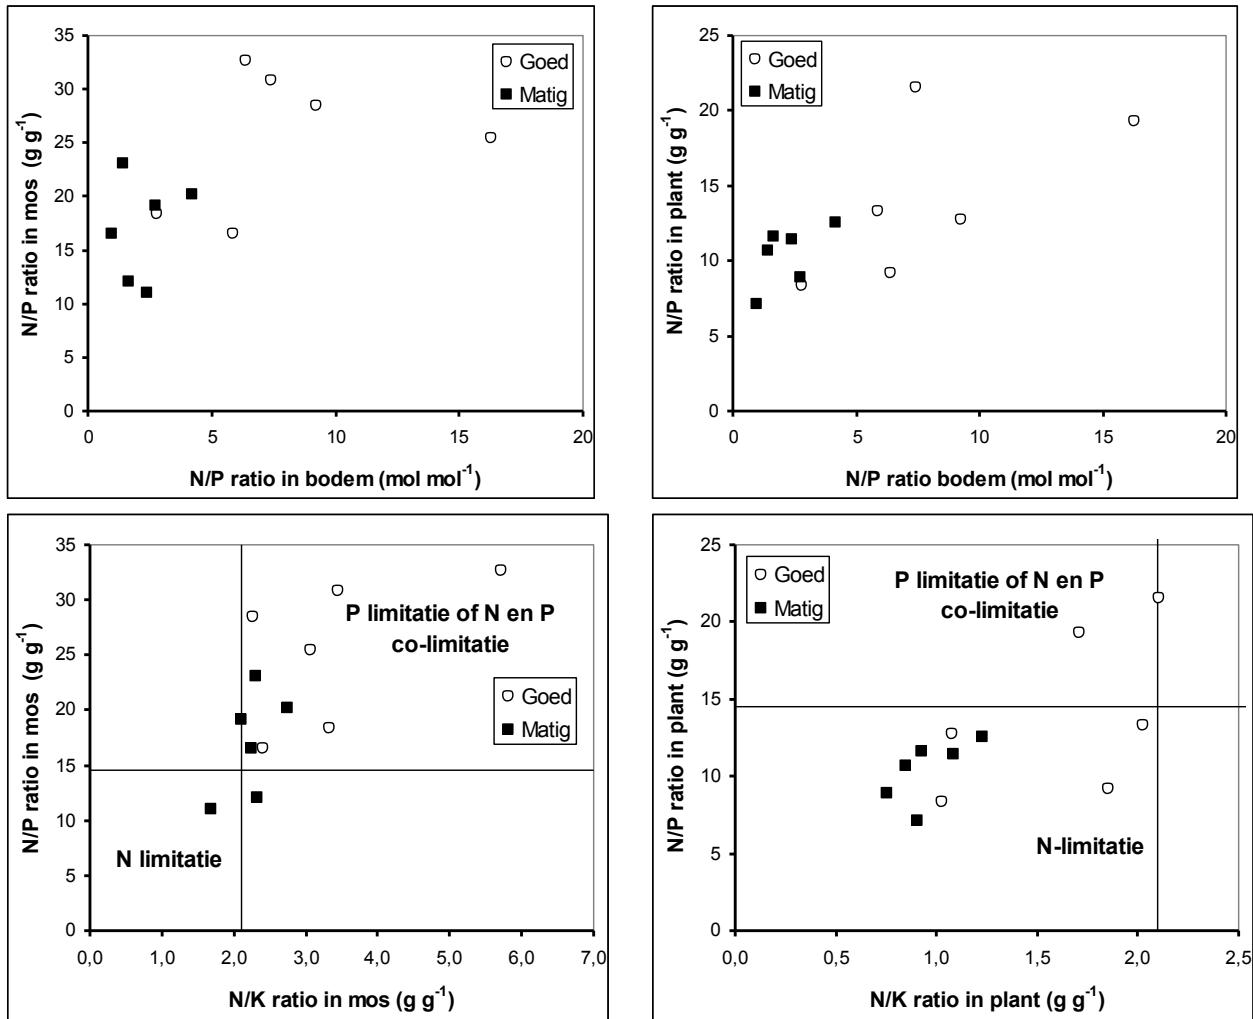 35
30
25
20
15
10
5
0
N/P ratio in mos (g g⁻¹)
Goed
Matig
0 5 10 15 20
N/P ratio in bodem (mol mol⁻¹)
25
20
15
10
5
0
N/P ratio in plant (g g⁻¹)
Goed
Matig
0 5 10 15 20
N/P ratio bodem (mol mol⁻¹)
35
30
25
20
15
10
5
0
N/P ratio in mos (g g⁻¹)
P limitatie of N en P
co-limitatie
Goed
Matig
N limitatie
0,0 1,0 2,0 3,0 4,0 5,0 6,0 7,0
N/K ratio in mos (g g⁻¹)
25
20
15
10
5
0
N/P ratio in plant (g g⁻¹)
Goed
Matig
P limitatie of N en P
co-limitatie
N-limitatie
0,0 0,5 1,0 1,5 2,0 2,5
N/K ratio in plant (g g⁻¹)